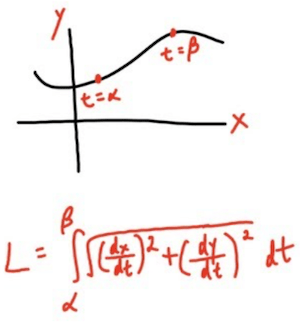 Y
t=β
t=α
X
L = ∫_α^β √((dx/dt)² + (dy/dt)²) dt